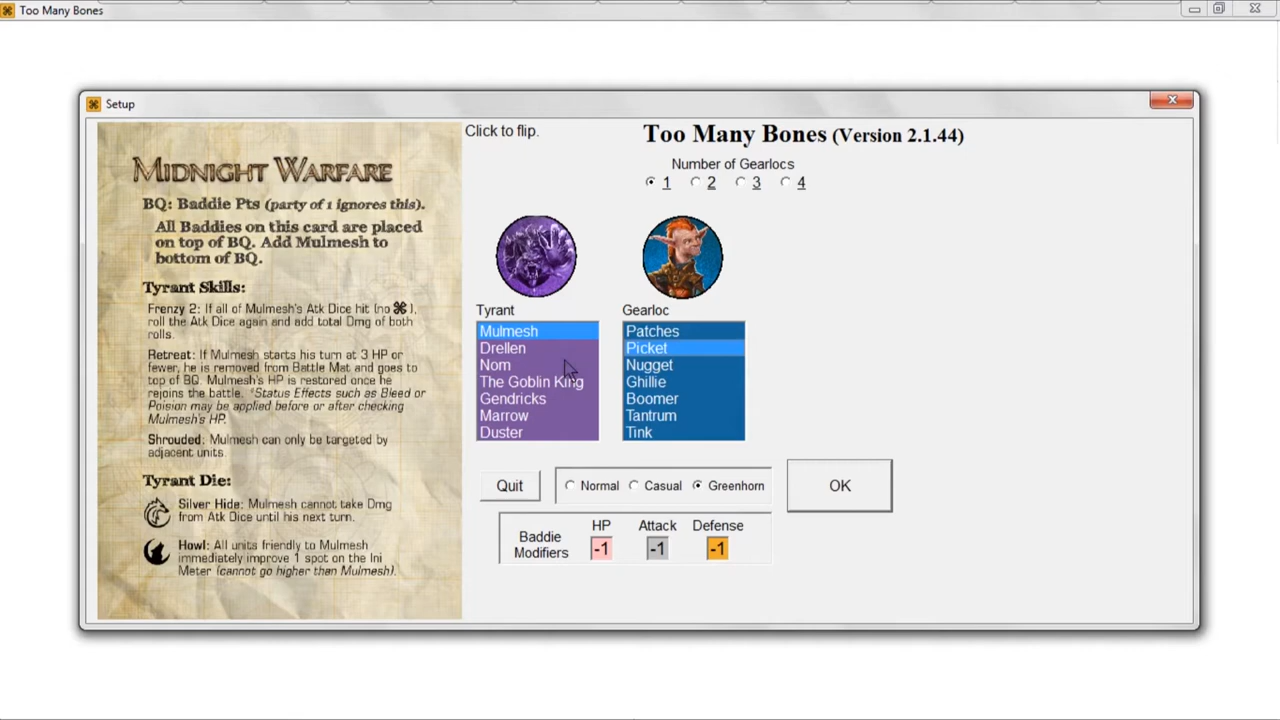 Too Many Bones
Setup
MIDNIGHT WARFARE
BQ: Baddie Pts (party of 1 ignores this).
All Baddies on this card are placed
on top of BQ. Add Mulmesh to
bottom of BQ.
Tyrant Skills:
Frenzy 2: If all of Mulmesh's Atk Dice hit (no ⌘),
roll the Atk Dice again and add total Dmg of both
rolls.
Retreat: If Mulmesh starts his turn at 3 HP or
fewer, he is removed from Battle Mat and goes to
top of BQ. Mulmesh's HP is restored once he
rejoins the battle. *Status Effects such as Bleed or
Poision may be applied before or after checking
Mulmesh's HP.
Shrouded: Mulmesh can only be targeted by
adjacent units.
Tyrant Die:
Silver Hide: Mulmesh cannot take Dmg
from Atk Dice until his next turn.
Howl: All units friendly to Mulmesh
immediately improve 1 spot on the Ini
Meter (cannot go higher than Mulmesh).
Click to flip.
Too Many Bones (Version 2.1.44)
Number of Gearlocs
1 2 3 4
Tyrant
Mulmesh
Drellen
Nom
The Goblin King
Gendricks
Marrow
Duster
Gearloc
Patches
Picket
Nugget
Ghillie
Boomer
Tantrum
Tink
Quit
Normal Casual Greenhorn
OK
Baddie
Modifiers
HP Attack Defense
-1 -1 -1